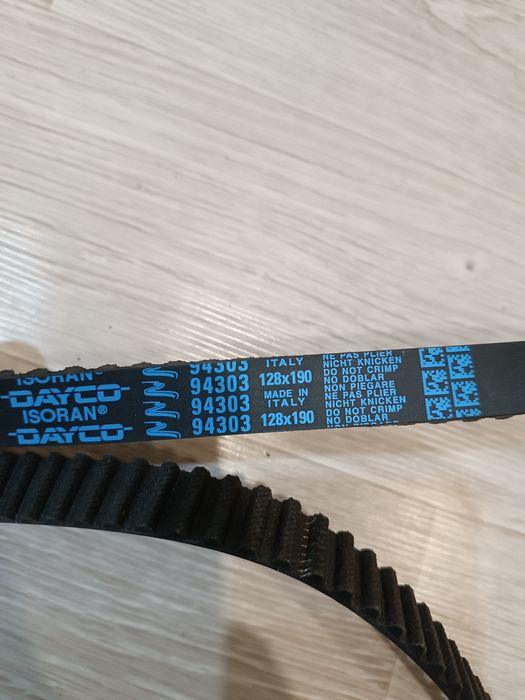 ISORAN®
DAYCO
ISORAN®
DAYCO
94303
94303
94303
94303
ITALY
128x190
MADE IN
ITALY
128x190
NE PAS PLIER
NICHT KNICKEN
DO NOT CRIMP
NO DOBLAR
NON PIEGARE
NE PAS PLIER
NICHT KNICKEN
DO NOT CRIMP
NO DOBLAR